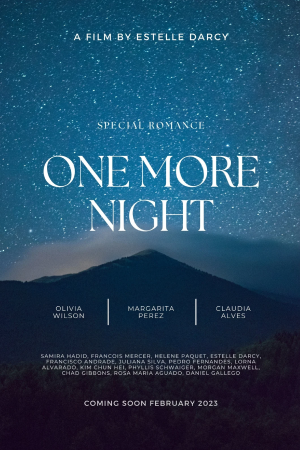 A FILM BY ESTELLE DARCY
SPECIAL ROMANCE
ONE MORE
NIGHT
OLIVIA
WILSON
MARGARITA
PEREZ
CLAUDIA
ALVES
SAMIRA HADID, FRANCOIS MERCER, HELENE PAQUET, ESTELLE DARCY,
FRANCISCO ANDRADE, JULIANA SILVA, PEDRO FERNANDES, LORNA
ALVARADO, KIM CHUN HEI, PHYLLIS SCHWAIGER, MORGAN MAXWELL,
CHAD GIBBONS, ROSA MARIA AGUADO, DANIEL GALLEGO
COMING SOON FEBRUARY 2023